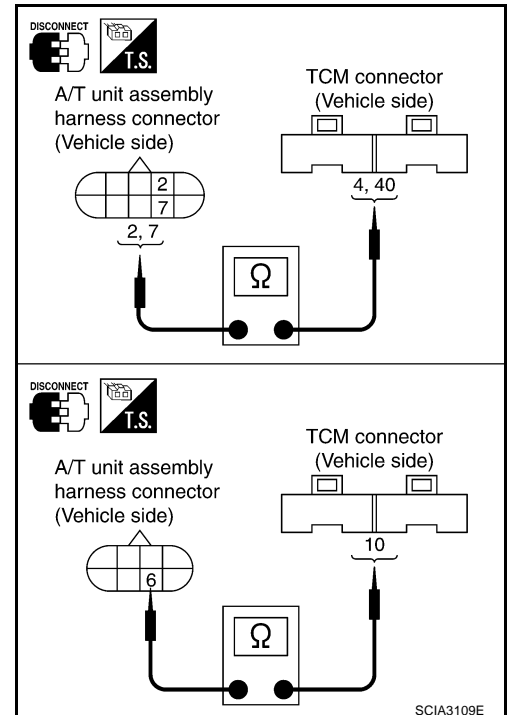 DISCONNECT
T.S.
A/T unit assembly
harness connector
(Vehicle side)
TCM connector
(Vehicle side)
2
7
2, 7
4, 40
Ω
DISCONNECT
T.S.
A/T unit assembly
harness connector
(Vehicle side)
TCM connector
(Vehicle side)
6
10
Ω
SCIA3109E